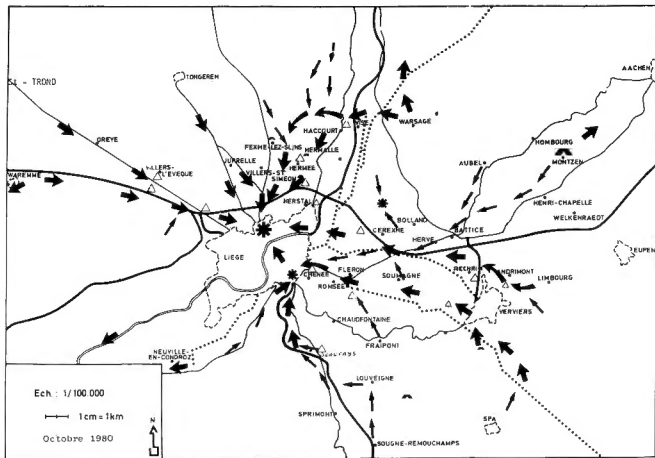 AACHEN
TONGEREN
St - TROND
HACCOURT
WARSAGE
HOMBOURG
OREYE
FEXHE-LEZ-SLINS
HERMALLE
AUBEL
MONTZEN
JUPRELLE
HERMEE
VILLERS-ST-
SIMEON
WAREMME
VILLERS-
L'EVEQUE
HERSTAL
HENRI-CHAPELLE
BOLLAND
WELKENRAEDT
CEREXHE
BATTICE
HERVE
EUPEN
LIEGE
FLERON
ANDRIMONT
CHENEE
SOUMAGNE
LIMBOURG
ROMSEE
VERVIERS
CHAUDFONTAINE
NEUVILLE-
EN-CONDROZ
FRAIPONT
LOUVEIGNE
Ech.: 1/100.000
1cm = 1km
SPRIMONT
SPA
N
Octobre 1980
SOUGNE-REMOUCHAMPS